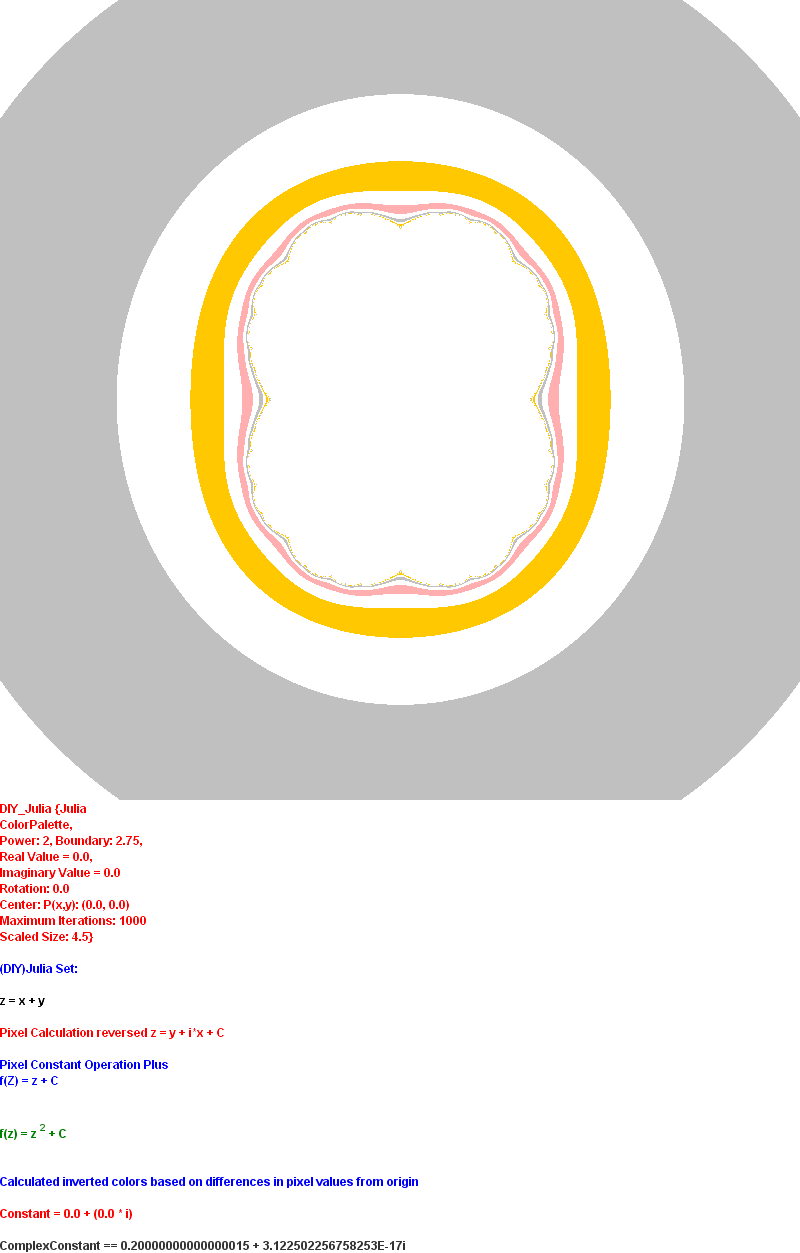 DIY_Julia {Julia
ColorPalette,
Power: 2, Boundary: 2.75,
Real Value = 0.0,
Imaginary Value = 0.0
Rotation: 0.0
Center: P(x,y): (0.0, 0.0)
Maximum Iterations: 1000
Scaled Size: 4.5}
(DIY)Julia Set:
z = x + y
Pixel Calculation reversed z = y + i*x + C
Pixel Constant Operation Plus
f(Z) = z + C
f(z) = z 2 + C
Calculated inverted colors based on differences in pixel values from origin
Constant = 0.0 + (0.0 * i)
ComplexConstant == 0.20000000000000015 + 3.122502256758253E-17i